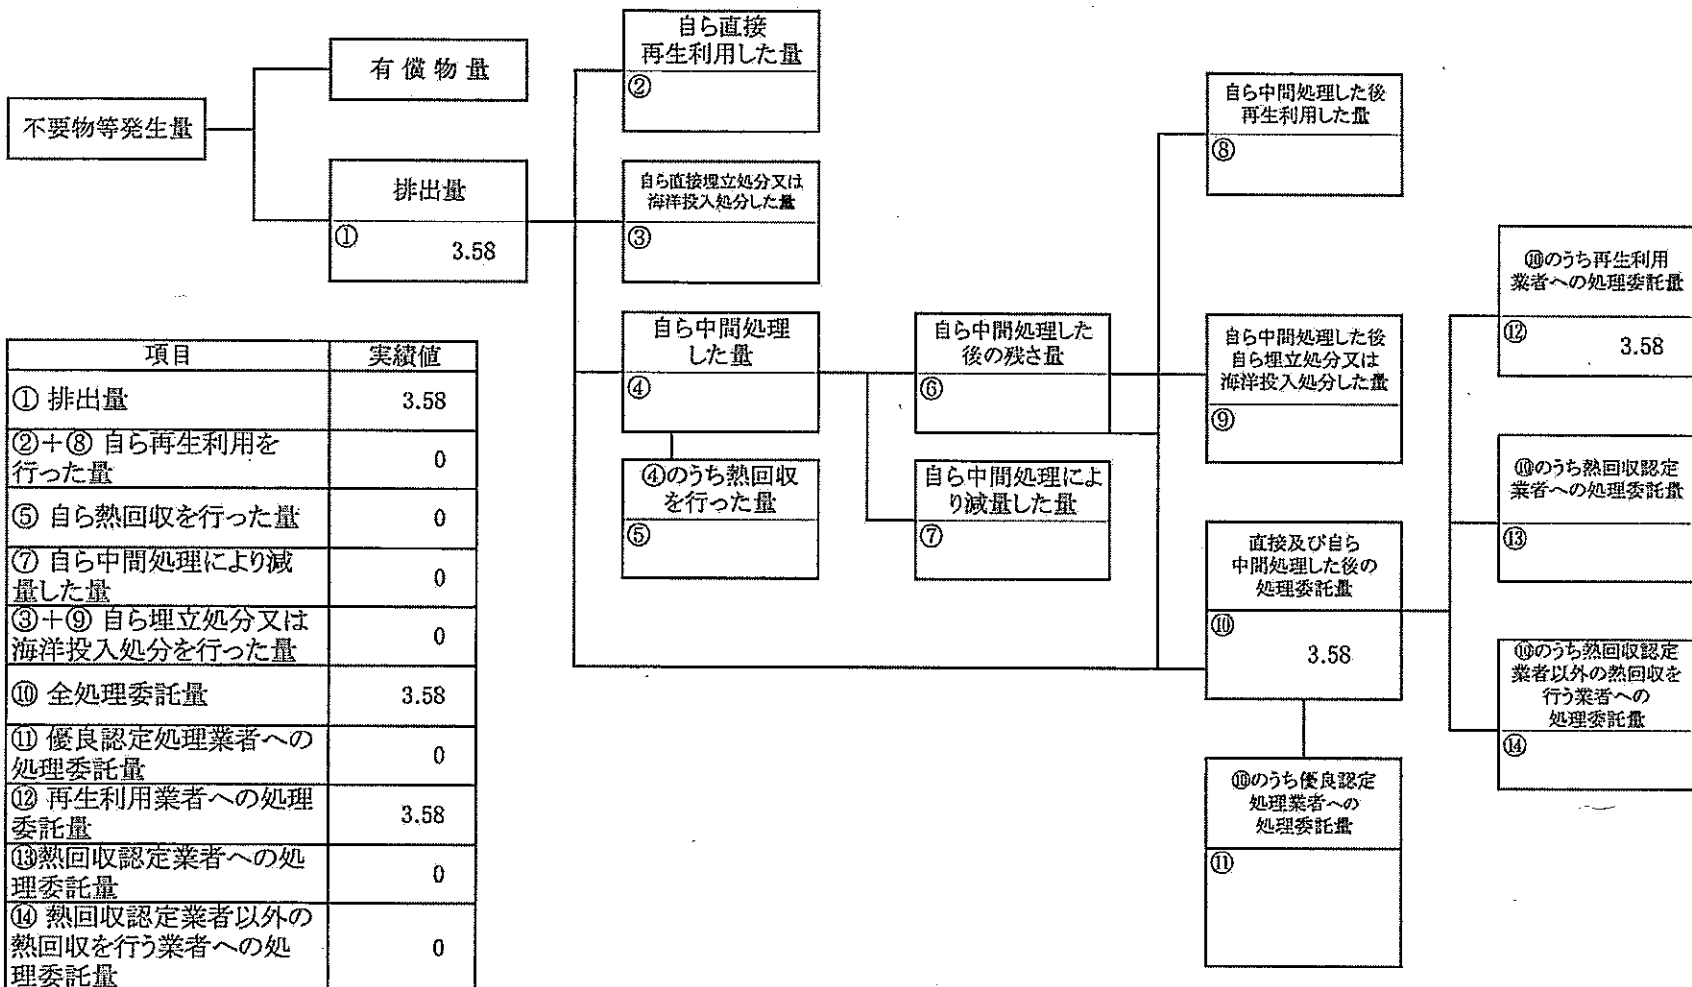 不要物等発生量
有償物量
排出量
①
3.58
自ら直接
再生利用した量
②
自ら直接埋立処分又は
海洋投入処分した量
③
自ら中間処理
した量
④
④のうち熱回収
を行った量
⑤
自ら中間処理した
後の残さ量
⑥
自ら中間処理によ
り減量した量
⑦
自ら中間処理した後
再生利用した量
⑧
自ら中間処理した後
自ら埋立処分又は
海洋投入処分した量
⑨
直接及び自ら
中間処理した後の
処理委託量
⑩
3.58
⑩のうち優良認定
処理業者への
処理委託量
⑪
⑩のうち再生利用
業者への処理委託量
⑫
3.58
⑩のうち熱回収認定
業者への処理委託量
⑬
⑩のうち熱回収認定
業者以外の熱回収を
行う業者への
処理委託量
⑭
項目 実績値
① 排出量 3.58
②+⑧ 自ら再生利用を
行った量 0
⑤ 自ら熱回収を行った量 0
⑦ 自ら中間処理により減
量した量 0
③+⑨ 自ら埋立処分又は
海洋投入処分を行った量 0
⑩ 全処理委託量 3.58
⑪ 優良認定処理業者への
処理委託量 0
⑫ 再生利用業者への処理
委託量 3.58
⑬熱回収認定業者への処
理委託量 0
⑭ 熱回収認定業者以外の
熱回収を行う業者への処
理委託量 0